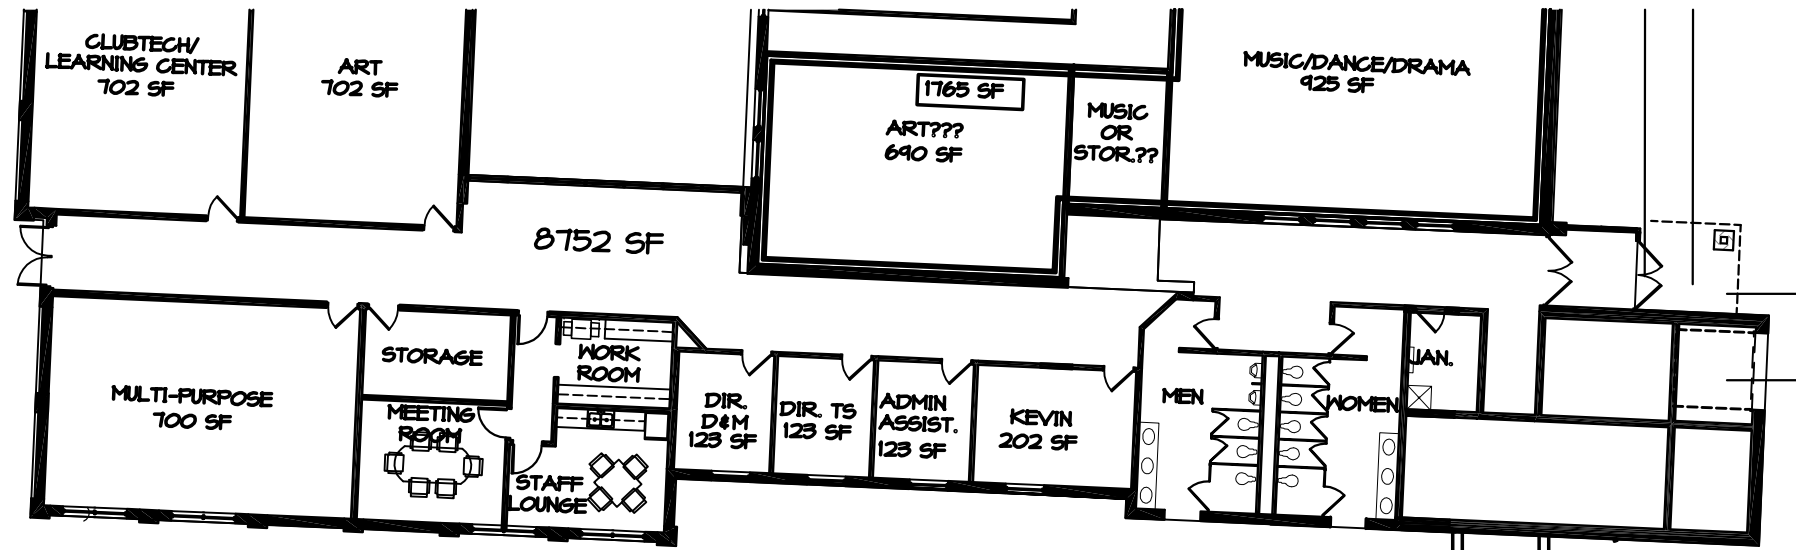 CLUBTECH/
LEARNING CENTER
702 SF
ART
702 SF
1765 SF
ART???
690 SF
MUSIC
OR
STOR.??
MUSIC/DANCE/DRAMA
925 SF
8752 SF
MULTI-PURPOSE
700 SF
STORAGE
MEETING
ROOM
WORK
ROOM
STAFF
LOUNGE
DIR.
D&M
123 SF
DIR. TS
123 SF
ADMIN
ASSIST.
123 SF
KEVIN
202 SF
MEN
WOMEN
JAN.